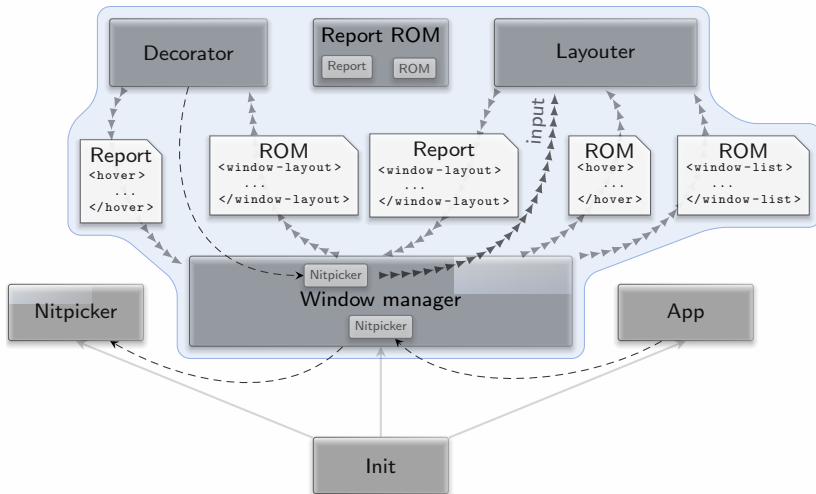 Decorator
Report ROM
Report
ROM
Layouter
input
Report
<hover>
...
</hover>
ROM
<window-layout>
...
</window-layout>
Report
<window-layout>
...
</window-layout>
ROM
<hover>
...
</hover>
ROM
<window-list>
...
</window-list>
Nitpicker
Window manager
Nitpicker
Nitpicker
App
Init